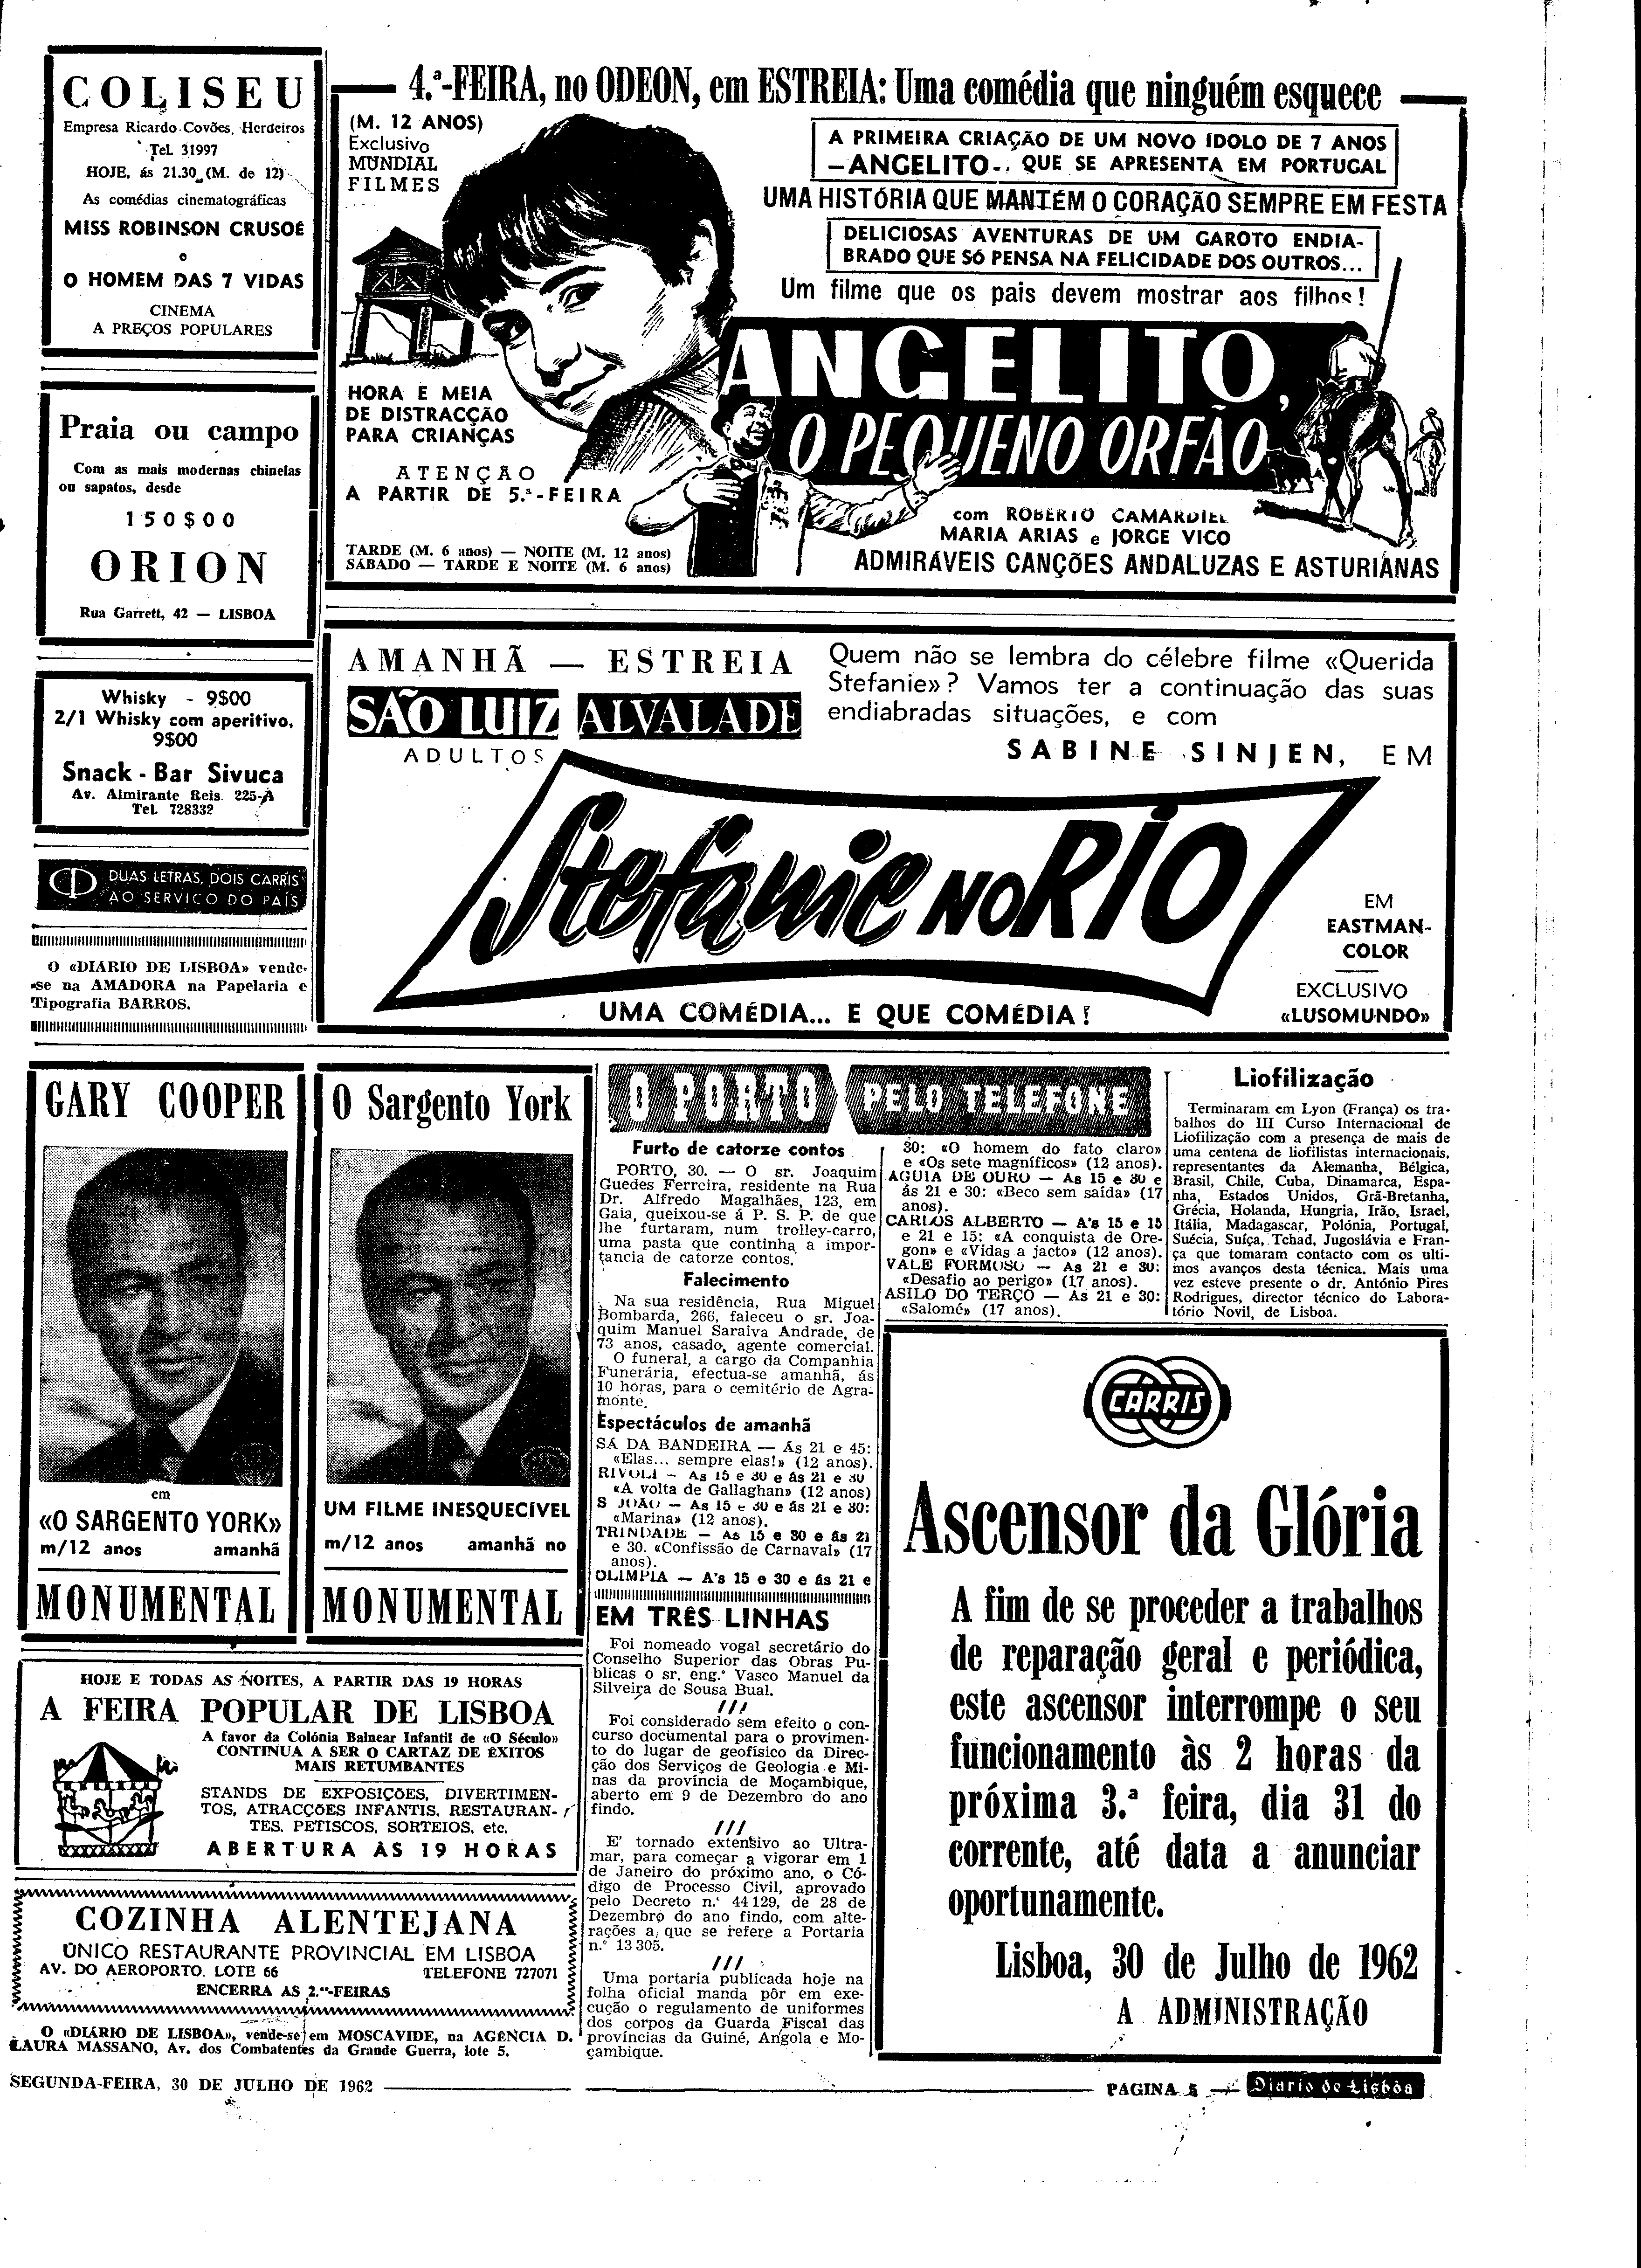 COLISEU
Empresa Ricardo Covões, Herdeiros
Tel. 31997
HOJE, ás 21.30 (M. de 12)
As comédias cinematográficas
MISS ROBINSON CRUSOÉ
e
O HOMEM DAS 7 VIDAS
CINEMA
A PREÇOS POPULARES
Praia ou campo
Com as mais modernas chinelas
ou sapatos, desde
150$00
ORION
Rua Garrett, 42 — LISBOA
Whisky - 9$00
2/1 Whisky com aperitivo,
9$00
Snack - Bar Sivuca
Av. Almirante Reis, 225-A
Tel. 728332
DUAS LETRAS, DOIS CARRIS
AO SERVICO DO PAÍS
O «DIARIO DE LISBOA» vende-
-se na AMADORA na Papelaria e
Tipografia BARROS.
4.ª-FEIRA, no ODEON, em ESTREIA: Uma comédia que ninguém esquece
(M. 12 ANOS)
Exclusivo
MUNDIAL
FILMES
A PRIMEIRA CRIAÇÃO DE UM NOVO ÍDOLO DE 7 ANOS
—ANGELITO-, QUE SE APRESENTA EM PORTUGAL
UMA HISTÓRIA QUE MANTÉM O CORAÇÃO SEMPRE EM FESTA
DELICIOSAS AVENTURAS DE UM GAROTO ENDIA-
BRADO QUE SÓ PENSA NA FELICIDADE DOS OUTROS...
Um filme que os pais devem mostrar aos filhos!
ANGELITO,
O PEQUENO ORFÃO
HORA E MEIA
DE DISTRACÇÃO
PARA CRIANÇAS
ATENÇÃO
A PARTIR DE 5.ª-FEIRA
TARDE (M. 6 anos) — NOITE (M. 12 anos)
SÁBADO — TARDE E NOITE (M. 6 anos)
com ROBERTO CAMARDIEL
MARIA ARIAS e JORGE VICO
ADMIRÁVEIS CANÇÕES ANDALUZAS E ASTURIANAS
AMANHÃ — ESTREIA
SÃO LUIZ ALVALADE
ADULTOS
Quem não se lembra do célebre filme «Querida
Stefanie»? Vamos ter a continuação das suas
endiabradas situações, e com
SABINE SINJEN, EM
Stefanie NO RIO
EM
EASTMAN-
COLOR
EXCLUSIVO
«LUSOMUNDO»
UMA COMÉDIA... E QUE COMÉDIA!
GARY COOPER
em
«O SARGENTO YORK»
m/12 anos amanhã
MONUMENTAL
O Sargento York
UM FILME INESQUECÍVEL
m/12 anos amanhã no
MONUMENTAL
HOJE E TODAS AS NOITES, A PARTIR DAS 19 HORAS
A FEIRA POPULAR DE LISBOA
A favor da Colónia Balnear Infantil de «O Século»
CONTINUA A SER O CARTAZ DE ÊXITOS
MAIS RETUMBANTES
STANDS DE EXPOSIÇÕES, DIVERTIMEN-
TOS, ATRACÇÕES INFANTIS, RESTAURAN-
TES, PETISCOS, SORTEIOS, etc.
ABERTURA ÀS 19 HORAS
COZINHA ALENTEJANA
ÚNICO RESTAURANTE PROVINCIAL EM LISBOA
AV. DO AEROPORTO, LOTE 66 TELEFONE 727071
ENCERRA AS 2.as-FEIRAS
O «DIÁRIO DE LISBOA», vende-se em MOSCAVIDE, na AGÊNCIA D.
LAURA MASSANO, Av. dos Combatentes da Grande Guerra, lote 5.
O PORTO PELO TELEFONE
Furto de catorze contos
PORTO, 30. — O sr. Joaquim
Guedes Ferreira, residente na Rua
Dr. Alfredo Magalhães, 123, em
Gaia, queixou-se á P. S. P. de que
lhe furtaram, num trolley-carro,
uma pasta que continha a impor-
tancia de catorze contos.
Falecimento
Na sua residência, Rua Miguel
Bombarda, 266, faleceu o sr. Joa-
quim Manuel Saraiva Andrade, de
73 anos, casado, agente comercial.
O funeral, a cargo da Companhia
Funerária, efectua-se amanhã, ás
10 horas, para o cemitério de Agra-
monte.
Espectáculos de amanhã
SÁ DA BANDEIRA — Ás 21 e 45:
«Elas... sempre elas!» (12 anos).
RIVOLI — As 15 e 30 e ás 21 e 30
«A volta de Gallaghan» (12 anos)
S JOÃO — As 15 e 30 e ás 21 e 30:
«Marina» (12 anos).
TRINDADE — As 15 e 30 e ás 21
e 30. «Confissão de Carnaval» (17
anos).
OLIMPIA — A's 15 e 30 e ás 21 e
30: «O homem do fato claro»
e «Os sete magníficos» (12 anos).
AGUIA DE OURO — As 15 e 30 e
ás 21 e 30: «Beco sem saída» (17
anos).
CARLOS ALBERTO — A's 15 e 15
e 21 e 15: «A conquista de Ore-
gon» e «Vidas a jacto» (12 anos).
VALE FORMOSO — As 21 e 30:
«Desafio ao perigo» (17 anos).
ASILO DO TERÇO — Ás 21 e 30:
«Salomé» (17 anos).
EM TRÊS LINHAS
Foi nomeado vogal secretário do
Conselho Superior das Obras Pu-
blicas o sr. eng.º Vasco Manuel da
Silveira de Sousa Bual.
///
Foi considerado sem efeito o con-
curso documental para o provimen-
to do lugar de geofísico da Direc-
ção dos Serviços de Geologia e Mi-
nas da província de Moçambique,
aberto em 9 de Dezembro do ano
findo.
///
E' tornado extensivo ao Ultra-
mar, para começar a vigorar em 1
de Janeiro do próximo ano, o Có-
digo de Processo Civil, aprovado
pelo Decreto n.º 44129, de 28 de
Dezembro do ano findo, com alte-
rações a que se refere a Portaria
n.º 13 305.
///
Uma portaria publicada hoje na
folha oficial manda pôr em exe-
cução o regulamento de uniformes
dos corpos da Guarda Fiscal das
províncias da Guiné, Angola e Mo-
çambique.
Liofilização
Terminaram em Lyon (França) os tra-
balhos do III Curso Internacional de
Liofilização com a presença de mais de
uma centena de liofilistas internacionais,
representantes da Alemanha, Bélgica,
Brasil, Chile, Cuba, Dinamarca, Espa-
nha, Estados Unidos, Grã-Bretanha,
Grécia, Holanda, Hungria, Irão, Israel,
Itália, Madagascar, Polónia, Portugal,
Suécia, Suíça, Tchad, Jugoslávia e Fran-
ça que tomaram contacto com os ulti-
mos avanços desta técnica. Mais uma
vez esteve presente o dr. António Pires
Rodrigues, director técnico do Labora-
tório Novil, de Lisboa.
CARRIS
Ascensor da Glória
A fim de se proceder a trabalhos
de reparação geral e periódica,
este ascensor interrompe o seu
funcionamento às 2 horas da
próxima 3.ª feira, dia 31 do
corrente, até data a anunciar
oportunamente.
Lisboa, 30 de Julho de 1962
A ADMINISTRAÇÃO
SEGUNDA-FEIRA, 30 DE JULHO DE 1962 — PAGINA 5 — Diario de Lisbôa